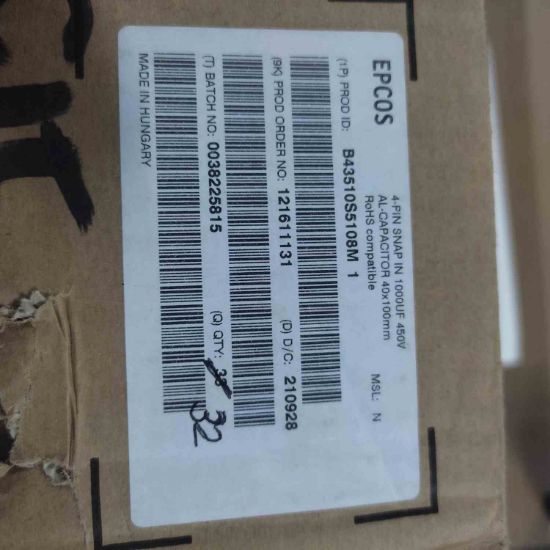 EPCOS
4-PIN SNAP IN 1000UF 450V
AL-CAPACITOR 40x100mm
RoHS compatible
MSL: N
(1P) PROD ID: B43510S5108M 1
(9K) PROD ORDER NO: 121611131
(D) D/C: 210928
(T) BATCH NO: 0038225815
(Q) QTY:
32
MADE IN HUNGARY